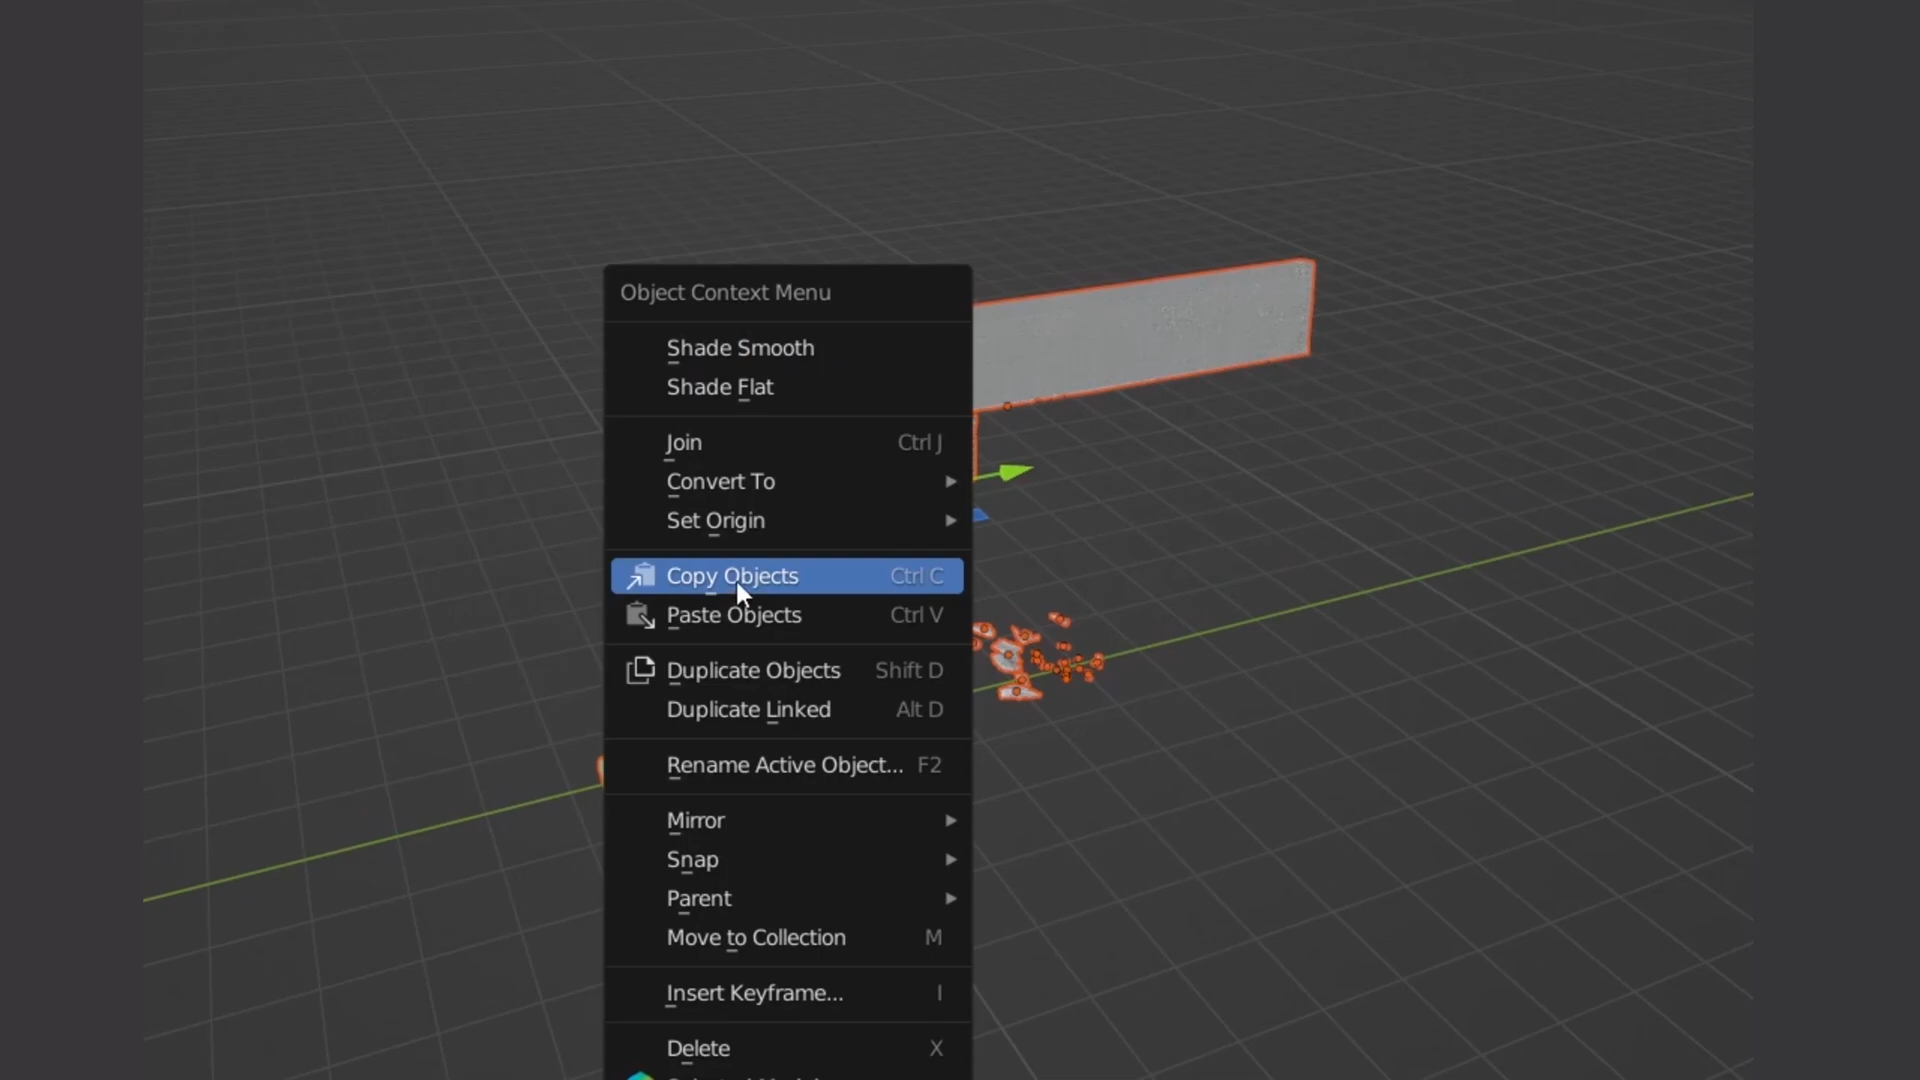 Object Context Menu
Shade Smooth
Shade Flat
Join Ctrl J
Convert To
Set Origin
Copy Objects Ctrl C
Paste Objects Ctrl V
Duplicate Objects Shift D
Duplicate Linked Alt D
Rename Active Object... F2
Mirror
Snap
Parent
Move to Collection M
Insert Keyframe... I
Delete X